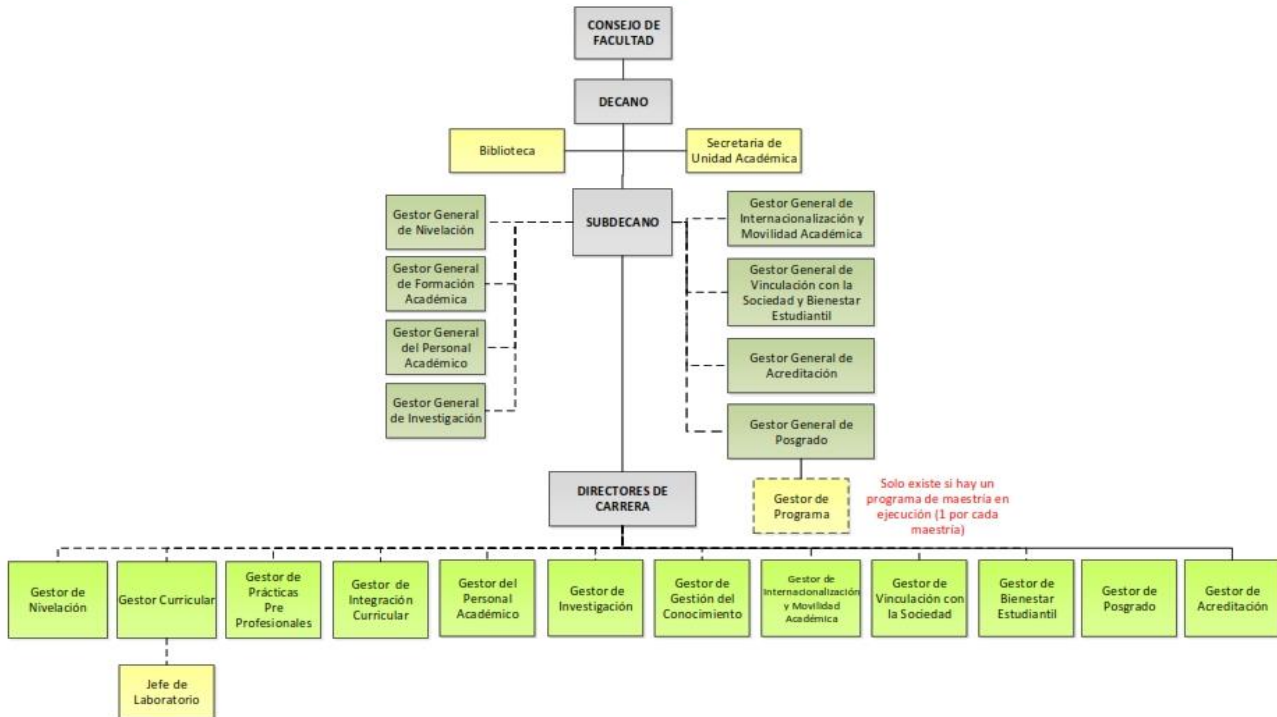 CONSEJO DE
FACULTAD
DECANO
Biblioteca
Secretaria de
Unidad Académica
SUBDECANO
Gestor General
de Nivelación
Gestor General
de Formación
Académica
Gestor General
del Personal
Académico
Gestor General
de Investigación
Gestor General de
Internacionalización y
Movilidad Académica
Gestor General de
Vinculación con la
Sociedad y Bienestar
Estudiantil
Gestor General de
Acreditación
Gestor General de
Posgrado
Gestor de
Programa
Solo existe si hay un
programa de maestría en
ejecución (1 por cada
maestría)
DIRECTORES DE
CARRERA
Gestor de
Nivelación
Gestor Curricular
Gestor de
Prácticas
Pre
Profesionales
Gestor de
Integración
Curricular
Gestor del
Personal
Académico
Gestor de
Investigación
Gestor de
Gestión del
Conocimiento
Gestor de
Internacionalización
y Movilidad
Académica
Gestor de
Vinculación con
la Sociedad
Gestor de
Bienestar
Estudiantil
Gestor de
Posgrado
Gestor de
Acreditación
Jefe de
Laboratorio